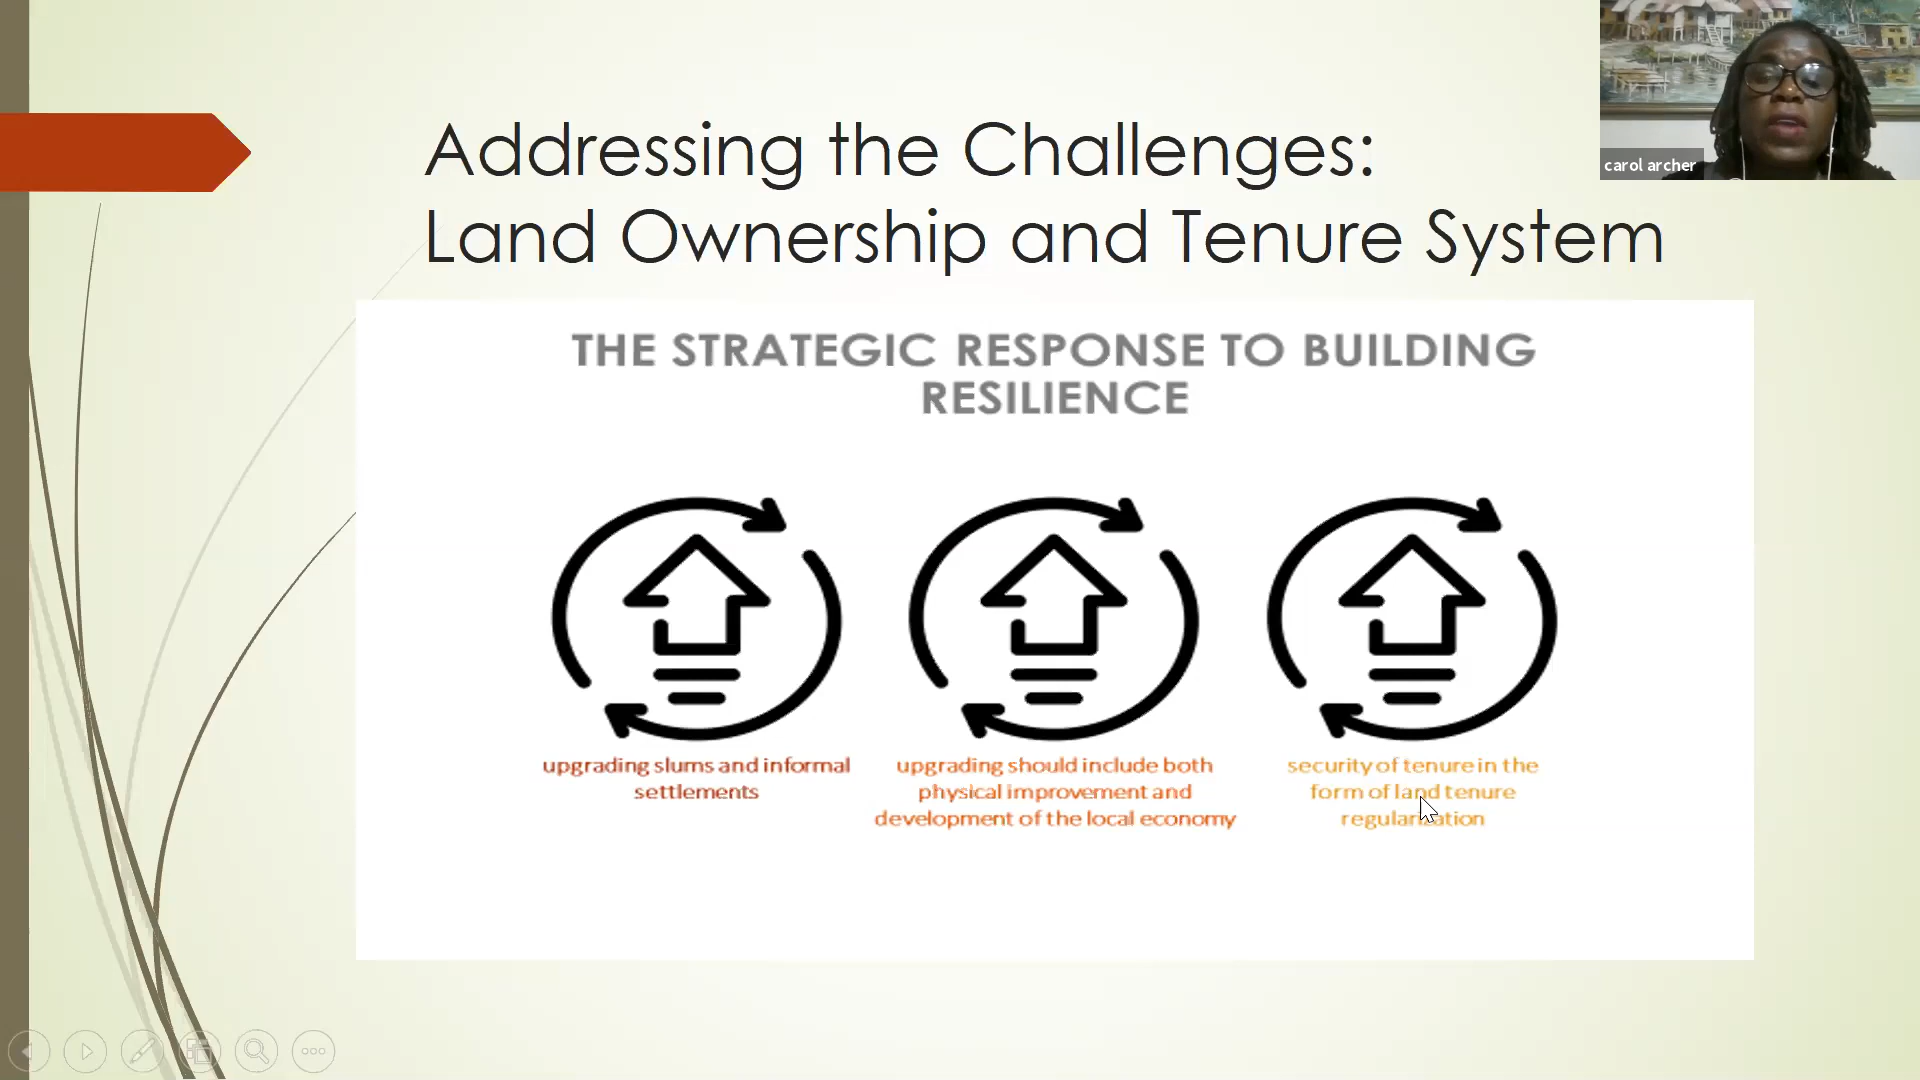 Addressing the Challenges:
Land Ownership and Tenure System
carol archer
THE STRATEGIC RESPONSE TO BUILDING
RESILIENCE
upgrading slums and informal
settlements
upgrading should include both
physical improvement and
development of the local economy
security of tenure in the
form of land tenure
regularization